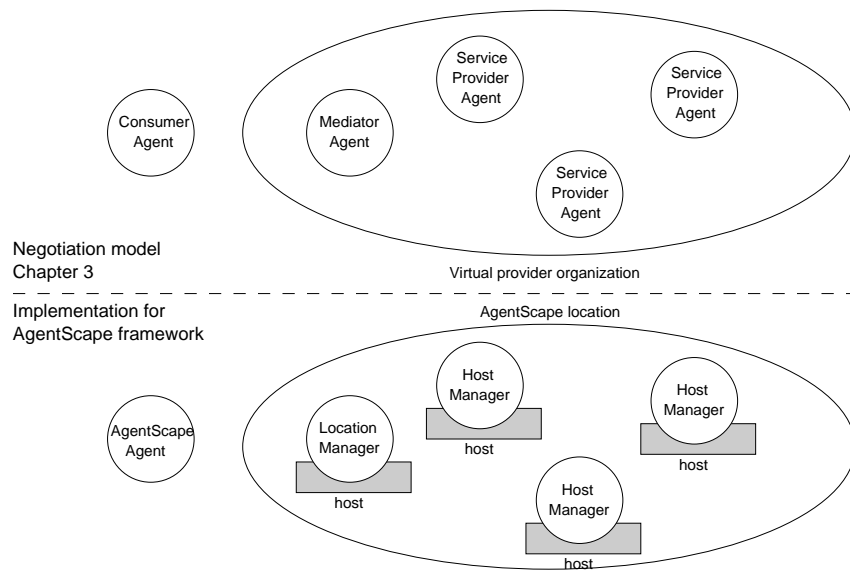 Consumer
Agent
Mediator
Agent
Service
Provider
Agent
Service
Provider
Agent
Service
Provider
Agent
Negotiation model
Chapter 3
Virtual provider organization
Implementation for
AgentScape framework
AgentScape location
AgentScape
Agent
Location
Manager
host
Host
Manager
host
Host
Manager
host
Host
Manager
host